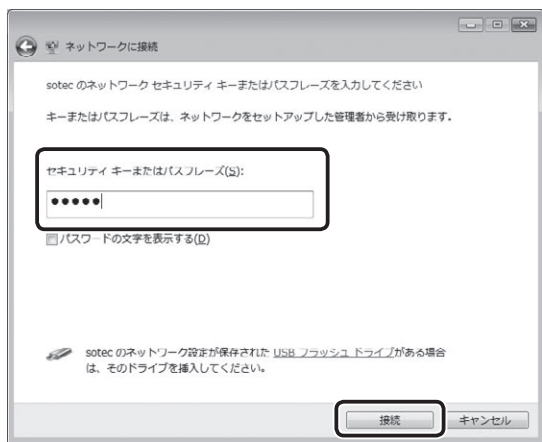 ネットワークに接続
sotec のネットワーク セキュリティ キーまたはパスフレーズを入力してください
キーまたはパスフレーズは、ネットワークをセットアップした管理者から受け取ります。
セキュリティ キーまたはパスフレーズ(S):
●●●●●
パスワードの文字を表示する(D)
sotec のネットワーク設定が保存された USB フラッシュ ドライブがある場合
は、そのドライブを挿入してください。
接続 キャンセル